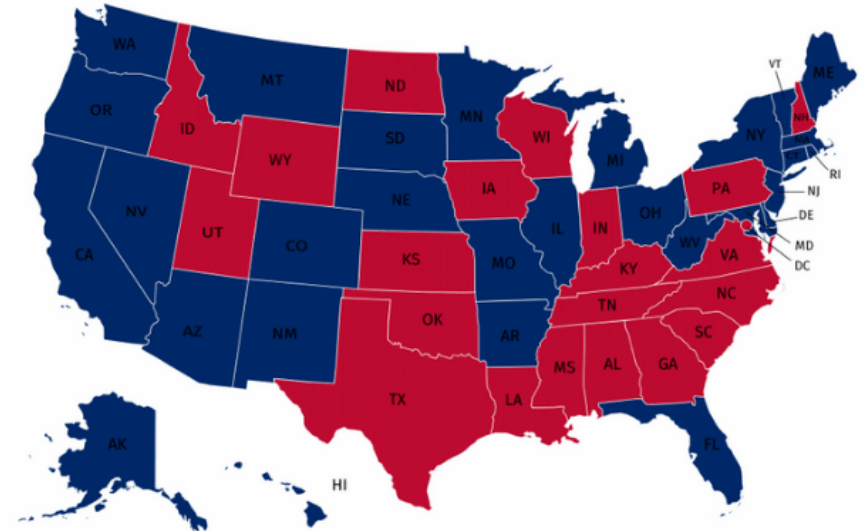 WA
MT
ND
MN
VT
ME
OR
ID
SD
WI
MI
NY
NH
MA
CT
RI
WY
IA
PA
NJ
NV
UT
NE
IL
IN
OH
DE
CA
CO
KS
MO
KY
WV
VA
MD
DC
AZ
NM
OK
AR
TN
NC
SC
TX
LA
MS
AL
GA
AK
HI
FL